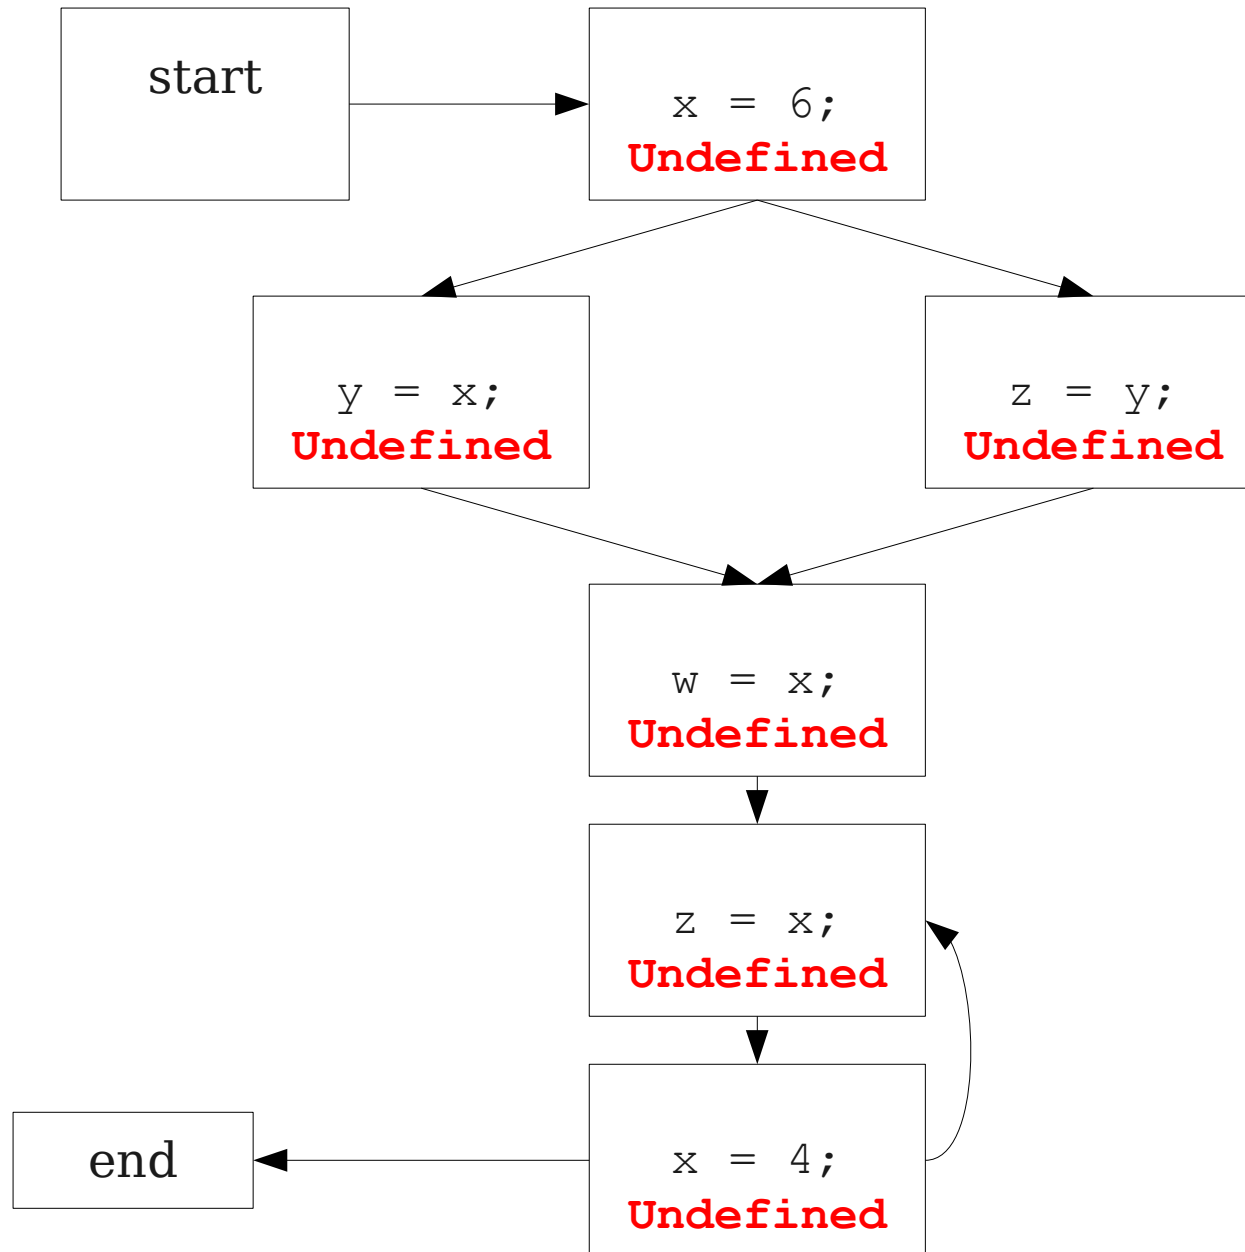 start
x = 6;
Undefined
y = x;
Undefined
z = y;
Undefined
w = x;
Undefined
z = x;
Undefined
end
x = 4;
Undefined